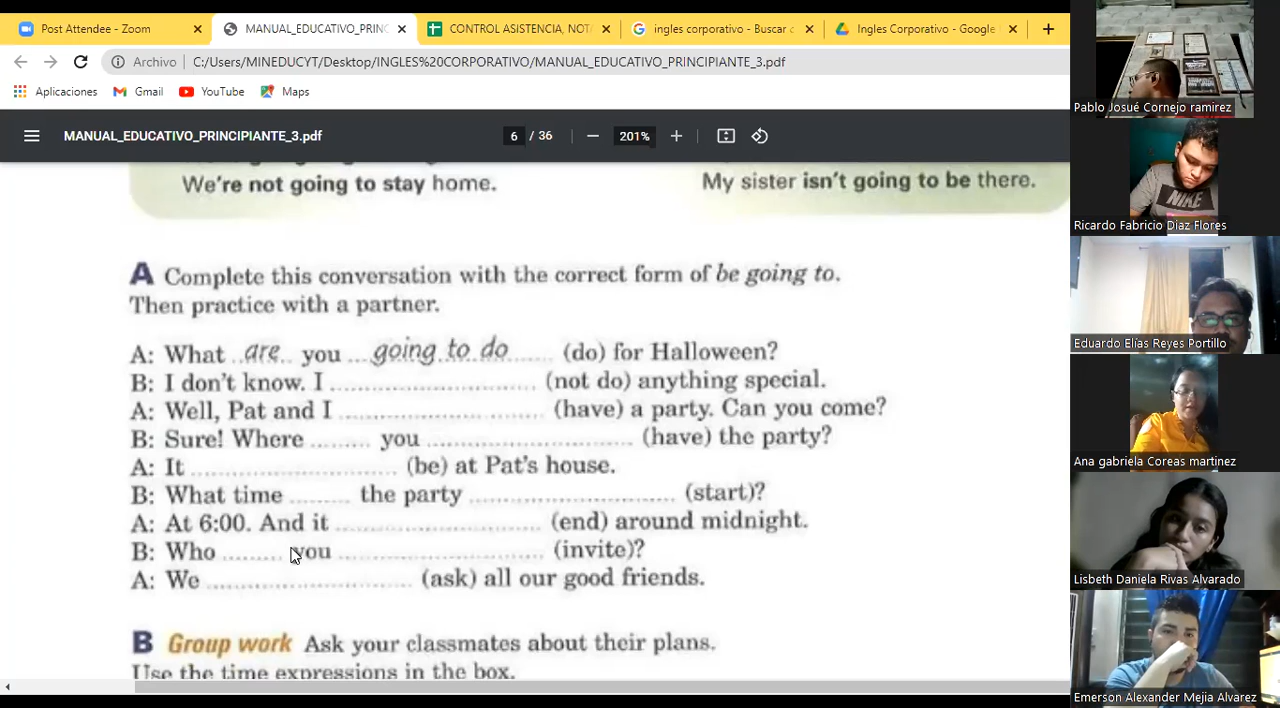 Post Attendee - Zoom
MANUAL_EDUCATIVO_PRINC
CONTROL ASISTENCIA, NOT
ingles corporativo - Buscar
Ingles Corporativo - Google
Archivo C:/Users/MINEDUCYT/Desktop/INGLES%20CORPORATIVO/MANUAL_EDUCATIVO_PRINCIPIANTE_3.pdf
Aplicaciones Gmail YouTube Maps
MANUAL_EDUCATIVO_PRINCIPIANTE_3.pdf 6 / 36 201%
We're not going to stay home.
My sister isn't going to be there.
A Complete this conversation with the correct form of be going to.
Then practice with a partner.
A: What ..are.. you ...going to do...... (do) for Halloween?
B: I don't know. I .............................. (not do) anything special.
A: Well, Pat and I .............................. (have) a party. Can you come?
B: Sure! Where ......... you .............................. (have) the party?
A: It .............................. (be) at Pat's house.
B: What time ......... the party .............................. (start)?
A: At 6:00. And it .............................. (end) around midnight.
B: Who ......... you .............................. (invite)?
A: We .............................. (ask) all our good friends.
B Group work Ask your classmates about their plans.
Use the time expressions in the box.
Pablo Josué Cornejo ramirez
Ricardo Fabricio Diaz Flores
Eduardo Elías Reyes Portillo
Ana gabriela Coreas martinez
Lisbeth Daniela Rivas Alvarado
Emerson Alexander Mejia Alvarez